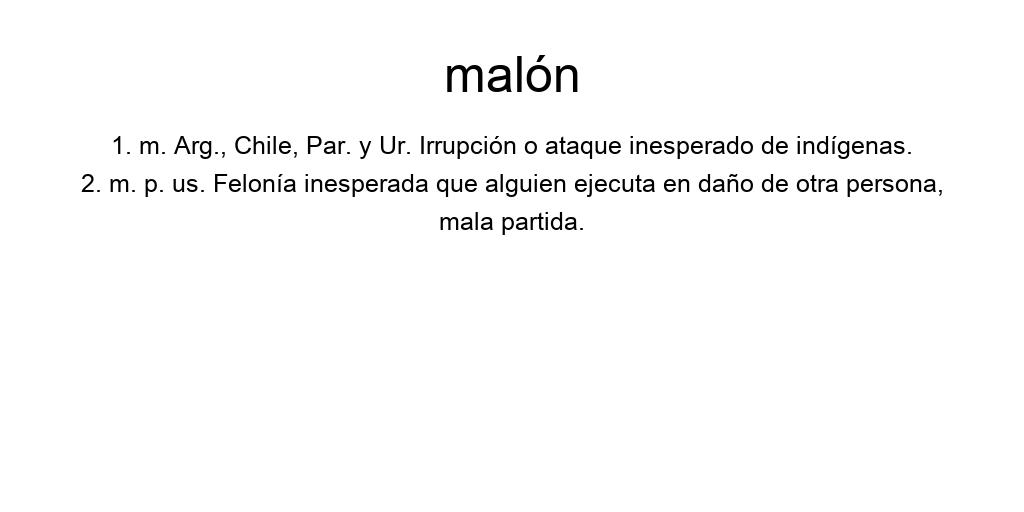 malón
1. m. Arg., Chile, Par. y Ur. Irrupción o ataque inesperado de indígenas.
2. m. p. us. Felonía inesperada que alguien ejecuta en daño de otra persona,
mala partida.